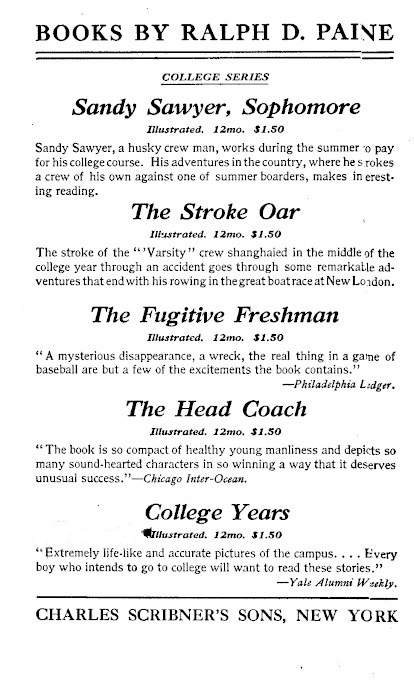 BOOKS BY RALPH D. PAINE
COLLEGE SERIES
Sandy Sawyer, Sophomore
Illustrated. 12mo. $1.50
Sandy Sawyer, a husky crew man, works during the summer to pay
for his college course. His adventures in the country, where he strokes
a crew of his own against one of summer boarders, makes interest-
ing reading.
The Stroke Oar
Illustrated. 12mo. $1.50
The stroke of the "'Varsity" crew shanghaied in the middle of the
college year through an accident goes through some remarkable ad-
ventures that end with his rowing in the great boat race at New London.
The Fugitive Freshman
Illustrated. 12mo. $1.50
"A mysterious disappearance, a wreck, the real thing in a game of
baseball are but a few of the excitements the book contains."
—Philadelphia Ledger.
The Head Coach
Illustrated. 12mo. $1.50
"The book is so compact of healthy young manliness and depicts so
many sound-hearted characters in so winning a way that it deserves
unusual success."—Chicago Inter-Ocean.
College Years
Illustrated. 12mo. $1.50
"Extremely life-like and accurate pictures of the campus. . . . Every
boy who intends to go to college will want to read these stories."
—Yale Alumni Weekly.
CHARLES SCRIBNER'S SONS, NEW YORK